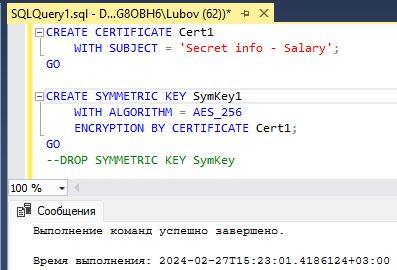 SQLQuery1.sql - D...G8OBH6\Lubov (62))*
CREATE CERTIFICATE Cert1
WITH SUBJECT = 'Secret info - Salary';
GO
CREATE SYMMETRIC KEY SymKey1
WITH ALGORITHM = AES_256
ENCRYPTION BY CERTIFICATE Cert1;
GO
--DROP SYMMETRIC KEY SymKey
100 %
Сообщения
Выполнение команд успешно завершено.
Время выполнения: 2024-02-27T15:23:01.4186124+03:00